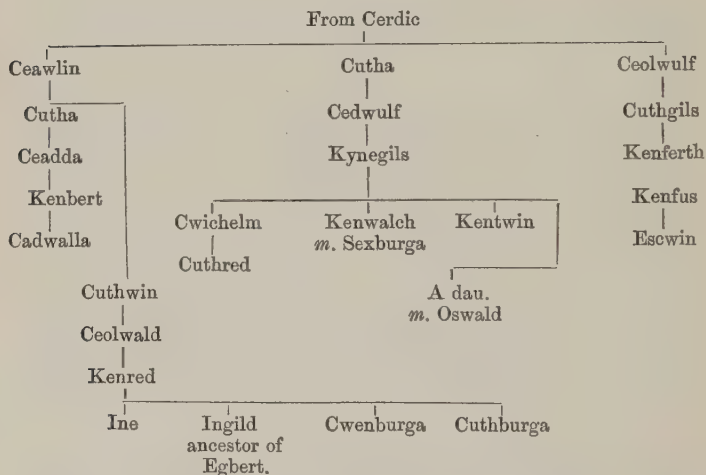 From Cerdic
Ceawlin Cutha Ceolwulf
Cutha Cedwulf Cuthgils
Ceadda Kynegils Kenferth
Kenbert Kenfus
Cadwalla Cwichelm Kenwalch Kentwin Escwin
m. Sexburga
Cuthred
A dau.
m. Oswald
Cuthwin
Ceolwald
Kenred
Ine Ingild Cwenburga Cuthburga
ancestor of
Egbert.